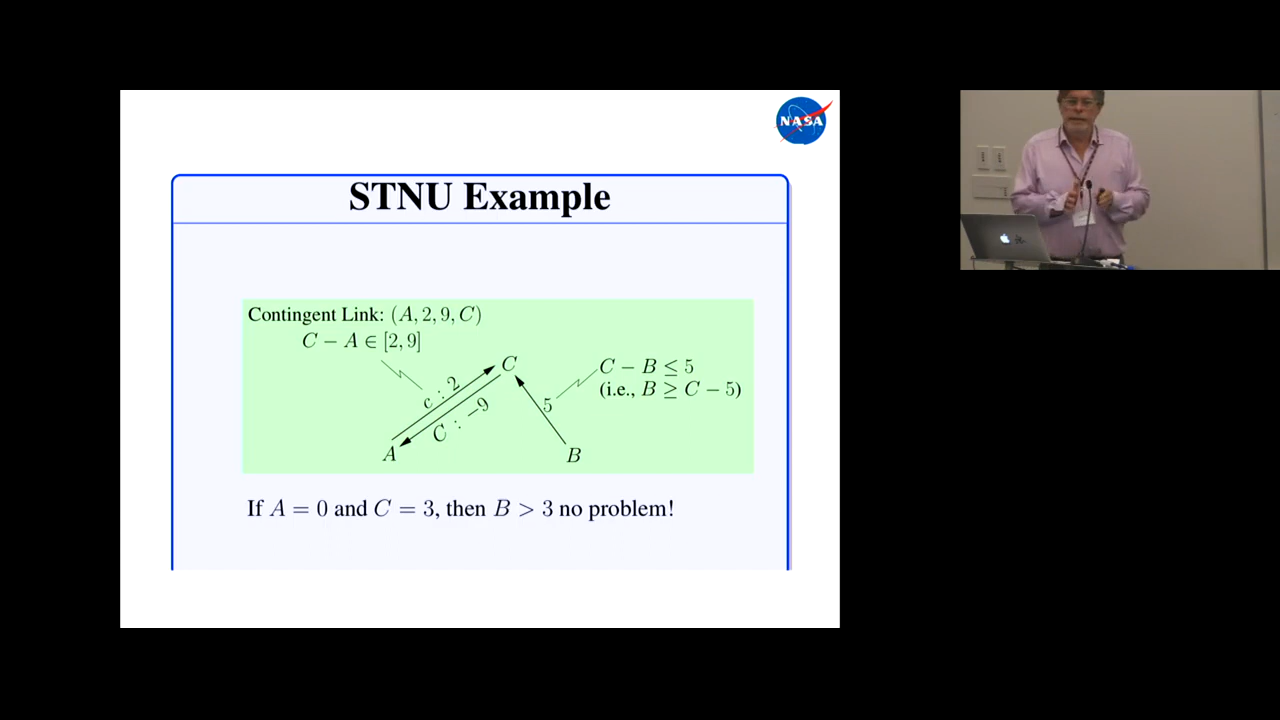 NASA
STNU Example
Contingent Link: (A, 2, 9, C)
C − A ∈ [2, 9]
C
C − B ≤ 5
(i.e., B ≥ C − 5)
c : 2
C : −9
5
A
B
If A = 0 and C = 3, then B > 3 no problem!